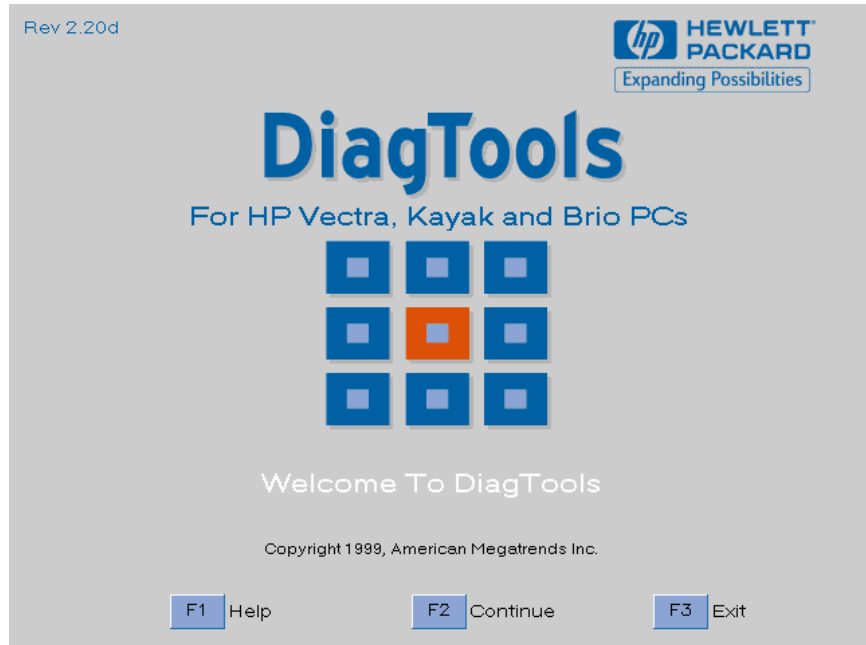 Rev 2.20d
hp HEWLETT
PACKARD
Expanding Possibilities
DiagTools
For HP Vectra, Kayak and Brio PCs
Welcome To DiagTools
Copyright 1999, American Megatrends Inc.
F1 Help F2 Continue F3 Exit